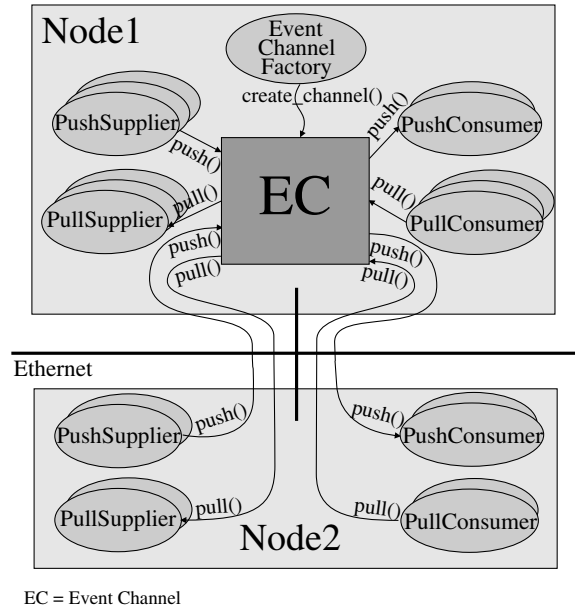 Node1
Event
Channel
Factory
create_channel()
PushSupplier
push()
push()
PushConsumer
EC
PullSupplier
pull()
pull()
PullConsumer
push()
pull()
push()
pull()
Ethernet
PushSupplier
push()
push()
PushConsumer
PullSupplier
pull()
pull()
PullConsumer
Node2
EC = Event Channel